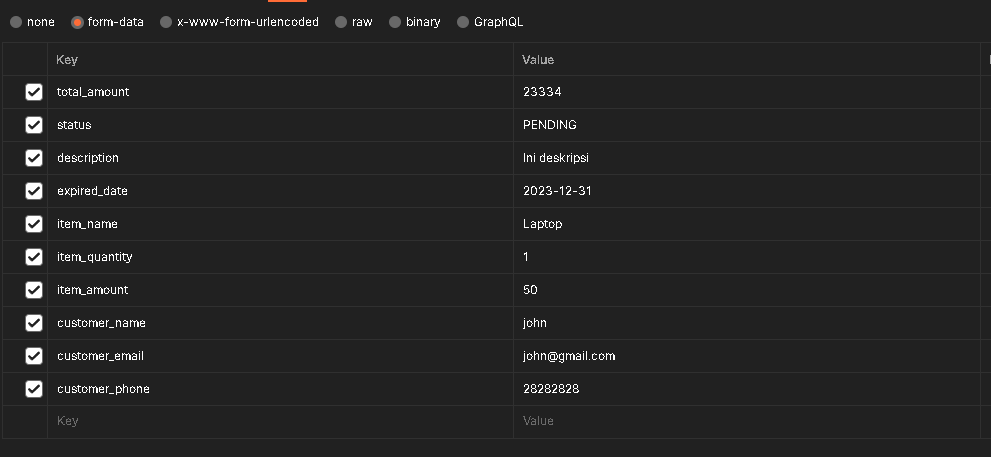 none form-data x-www-form-urlencoded raw binary GraphQL
Key Value
total_amount 23334
status PENDING
description Ini deskripsi
expired_date 2023-12-31
item_name Laptop
item_quantity 1
item_amount 50
customer_name john
customer_email john@gmail.com
customer_phone 28282828
Key Value